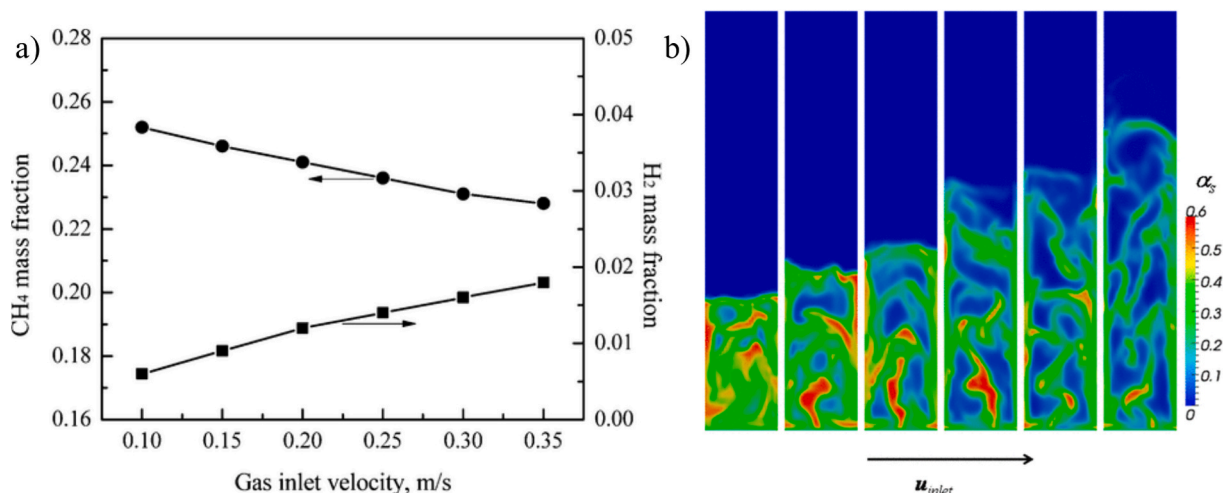 a)
0.28
0.26
0.24
0.22
0.20
0.18
0.16
CH₄ mass fraction
0.05
0.04
0.03
0.02
0.01
0.00
H₂ mass fraction
0.10 0.15 0.20 0.25 0.30 0.35
Gas inlet velocity, m/s
b)
αs
0.6
0.5
0.4
0.3
0.2
0.1
0
u inlet